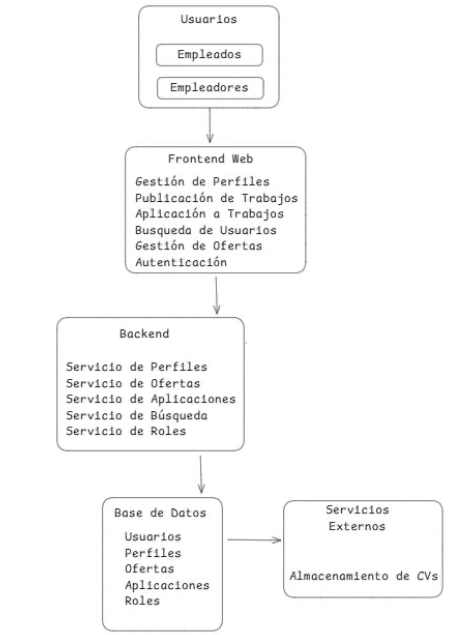 Usuarios
Empleados
Empleadores
Frontend Web
Gestión de Perfiles
Publicación de Trabajos
Aplicación a Trabajos
Busqueda de Usuarios
Gestión de Ofertas
Autenticación
Backend
Servicio de Perfiles
Servicio de Ofertas
Servicio de Aplicaciones
Servicio de Búsqueda
Servicio de Roles
Base de Datos
Usuarios
Perfiles
Ofertas
Aplicaciones
Roles
Servicios
Externos
Almacenamiento de CVs